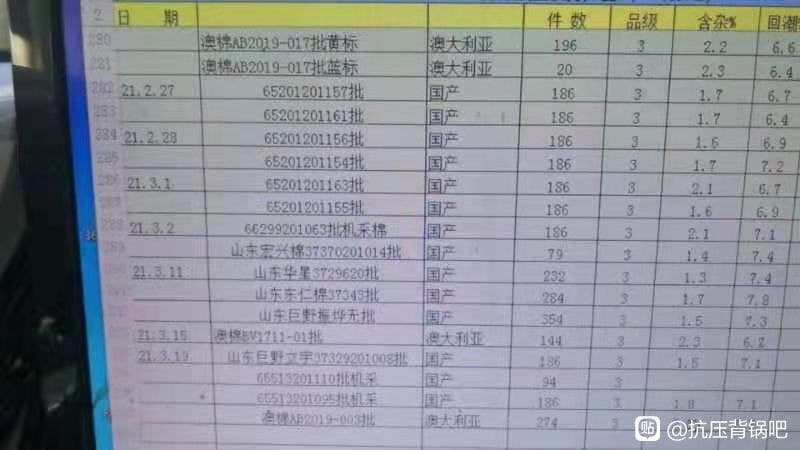 2 日 期 件 数 品级 含杂% 回潮
280 澳棉AB2019-017批黄标 澳大利亚 196 3 2.2 6.6
281 澳棉AB2019-017批蓝标 澳大利亚 20 3 2.3 6.4
282 21.2.27 65201201157批 国产 186 3 1.7 6.7
283 65201201161批 国产 186 3 1.7 6.4
284 21.2.28 65201201156批 国产 186 3 1.6 6.9
285 65201201154批 国产 186 3 1.7 7.2
286 21.3.1 65201201163批 国产 186 3 2.1 6.7
287 65201201155批 国产 186 3 1.6 6.9
288 21.3.2 66299201063批机采棉 国产 186 3 2.1 7.1
山东宏兴棉37370201014批 国产 79 3 1.4 7.4
21.3.11 山东华星3729620批 国产 232 3 1.3 7.4
山东东仁棉37343批 国产 284 3 1.7 7.8
山东巨野振烨无批 国产 354 3 1.5 7.3
21.3.15 澳棉BV1711-01批 澳大利亚 144 3 2.3 6.2
21.3.19 山东巨野立宇37329201008批 国产 186 3 1.5 7.1
65513201110批机采 国产 94 3
65513201095批机采 国产 186 3 1.8 7.1
澳棉AB2019-003批 澳大利亚 274 3
贴 @抗压背锅吧